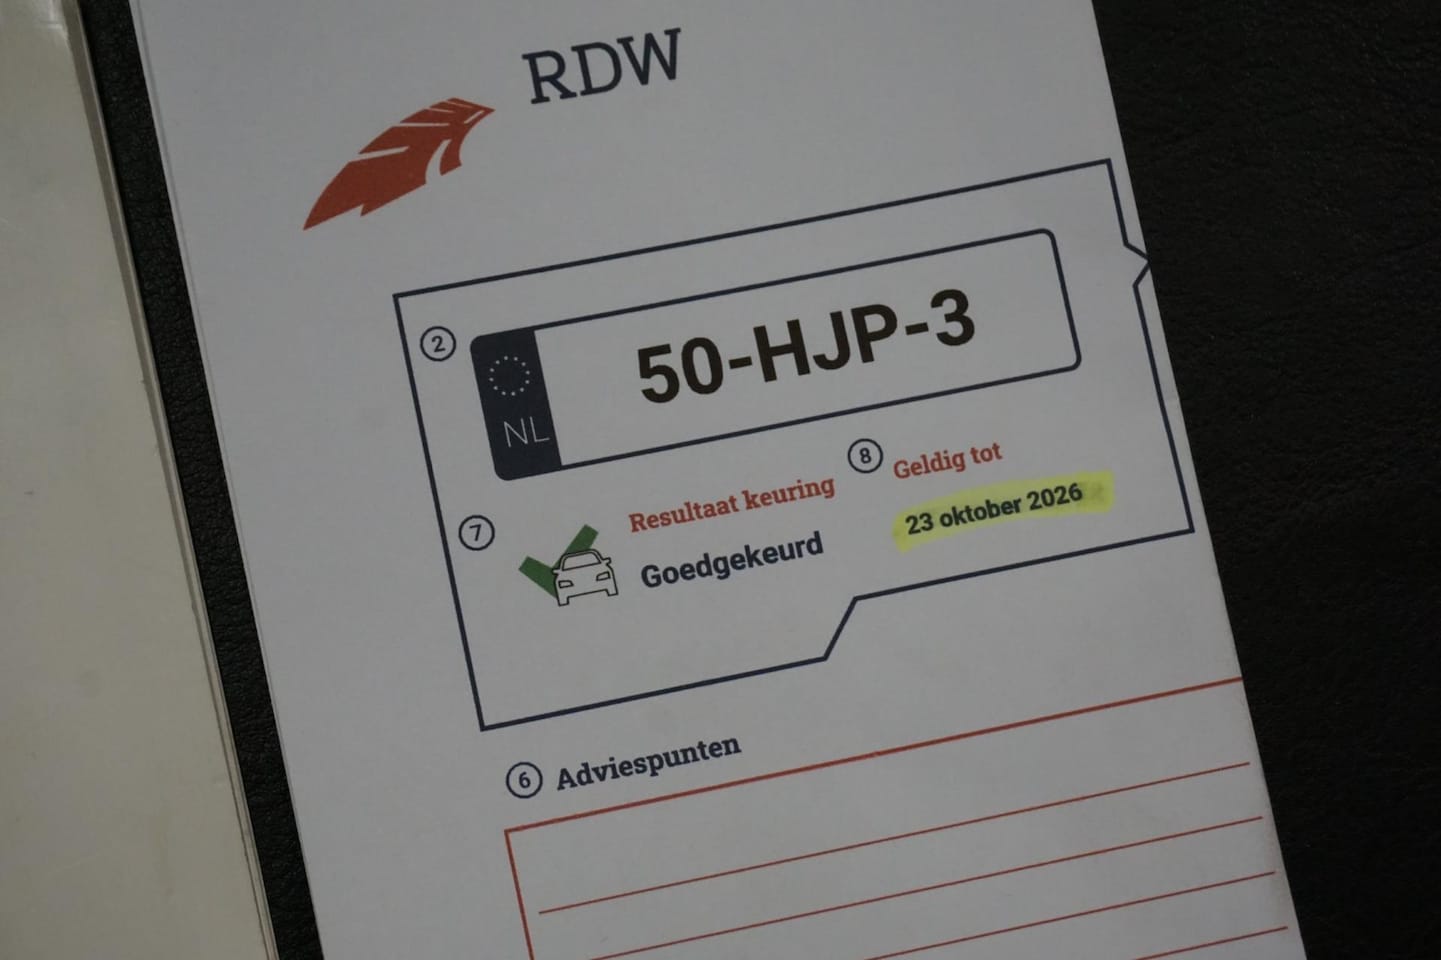 RDW
2
NL
50-HJP-3
7
Resultaat keuring
Goedgekeurd
8
Geldig tot
23 oktober 2026
6 Adviespunten